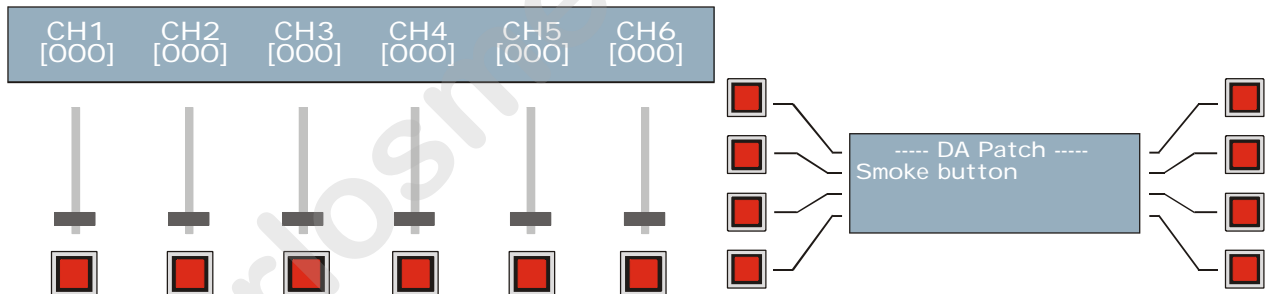 CH1 CH2 CH3 CH4 CH5 CH6
[000] [000] [000] [000] [000] [000]
----- DA Patch -----
Smoke button